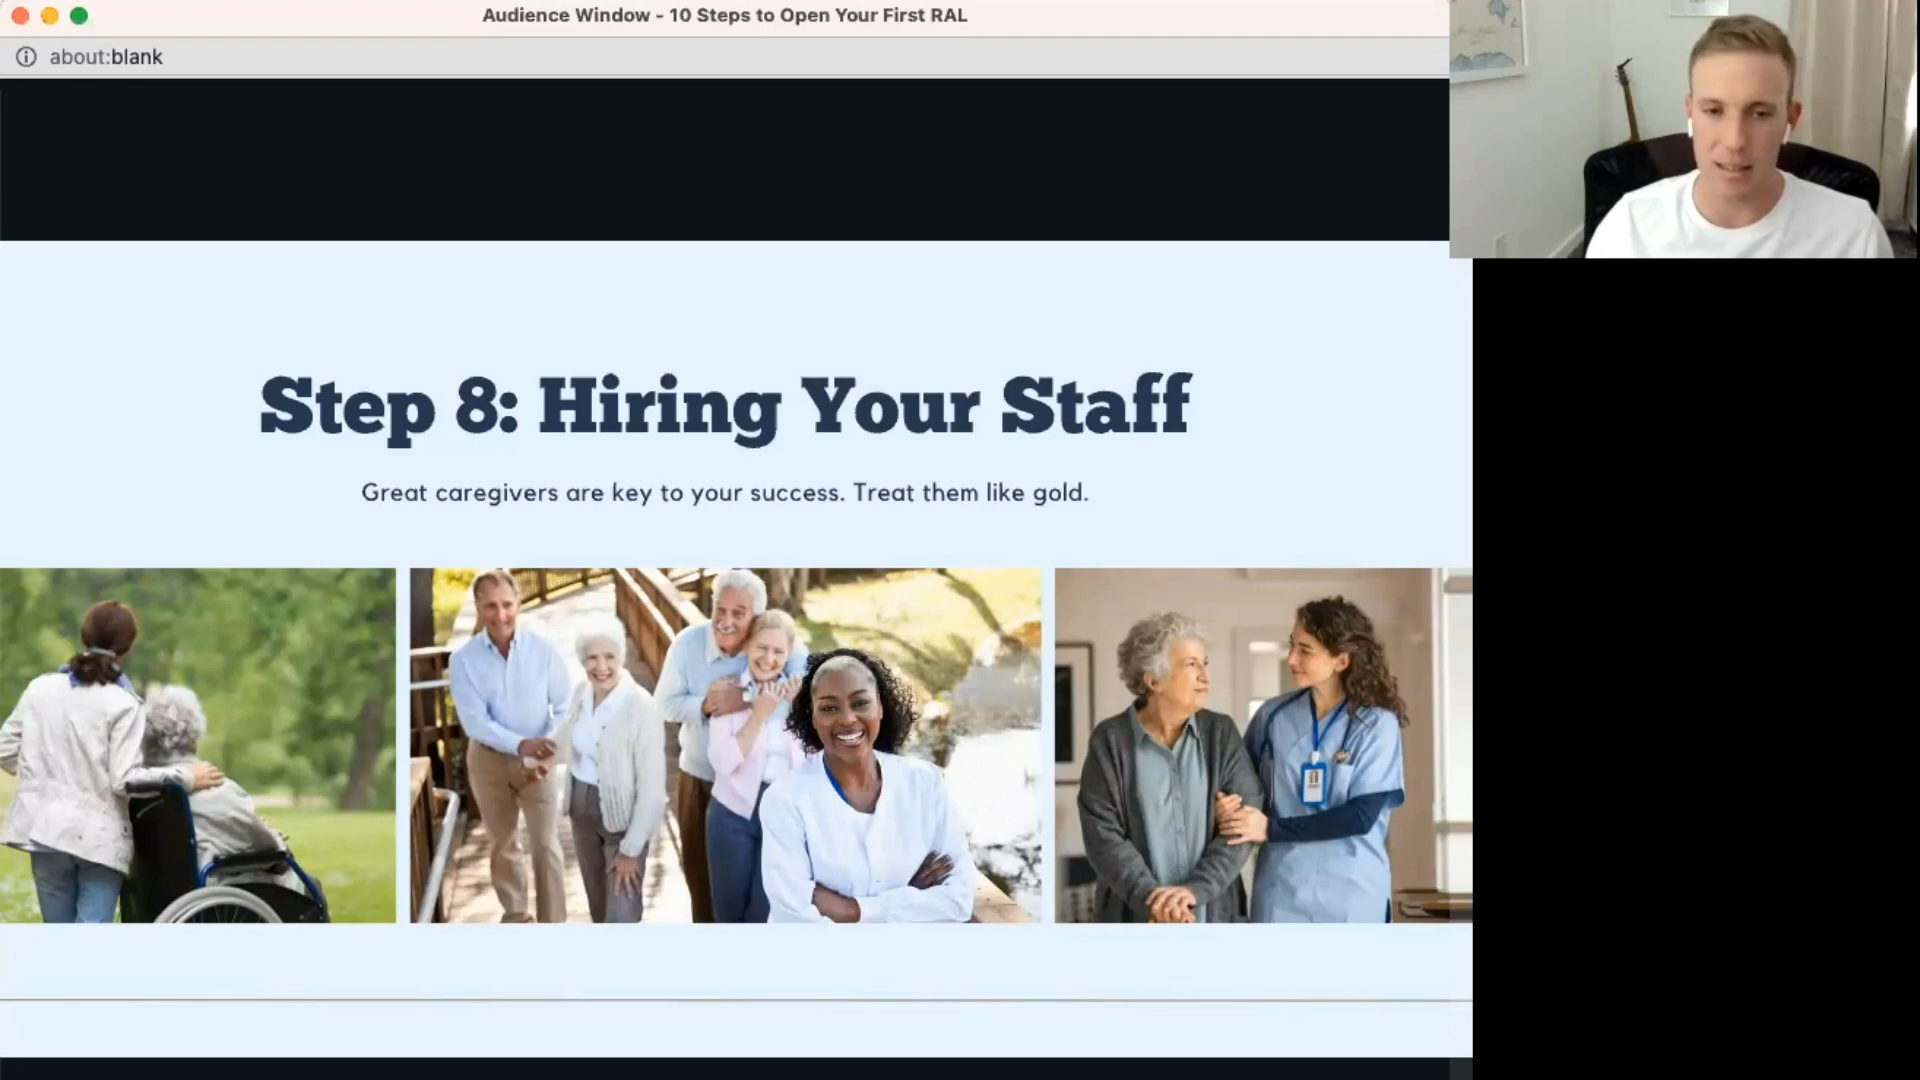 Audience Window - 10 Steps to Open Your First RAL
about:blank
Step 8: Hiring Your Staff
Great caregivers are key to your success. Treat them like gold.